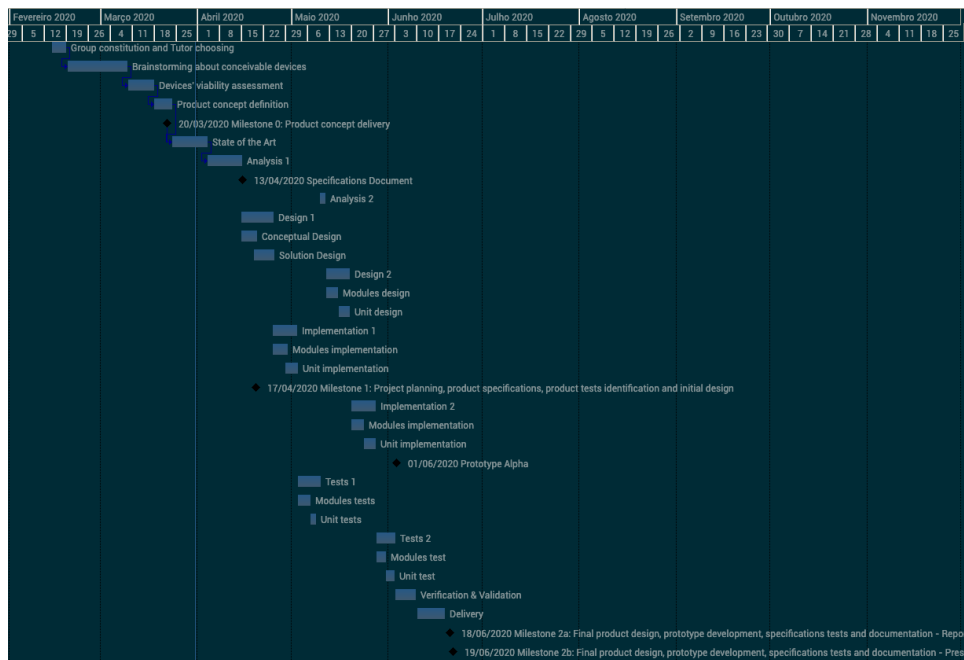 Fevereiro 2020 Março 2020 Abril 2020 Maio 2020 Junho 2020 Julho 2020 Agosto 2020 Setembro 2020 Outubro 2020 Novembro 2020
29 5 12 19 26 4 11 18 25 1 8 15 22 29 6 13 20 27 3 10 17 24 1 8 15 22 29 5 12 19 26 2 9 16 23 30 7 14 21 28 4 11 18 25
Group constitution and Tutor choosing
Brainstorming about conceivable devices
Devices' viability assessment
Product concept definition
20/03/2020 Milestone 0: Product concept delivery
State of the Art
Analysis 1
13/04/2020 Specifications Document
Analysis 2
Design 1
Conceptual Design
Solution Design
Design 2
Modules design
Unit design
Implementation 1
Modules implementation
Unit implementation
17/04/2020 Milestone 1: Project planning, product specifications, product tests identification and initial design
Implementation 2
Modules implementation
Unit implementation
01/06/2020 Prototype Alpha
Tests 1
Modules tests
Unit tests
Tests 2
Modules test
Unit test
Verification & Validation
Delivery
18/06/2020 Milestone 2a: Final product design, prototype development, specifications tests and documentation - Repo
19/06/2020 Milestone 2b: Final product design, prototype development, specifications tests and documentation - Pres